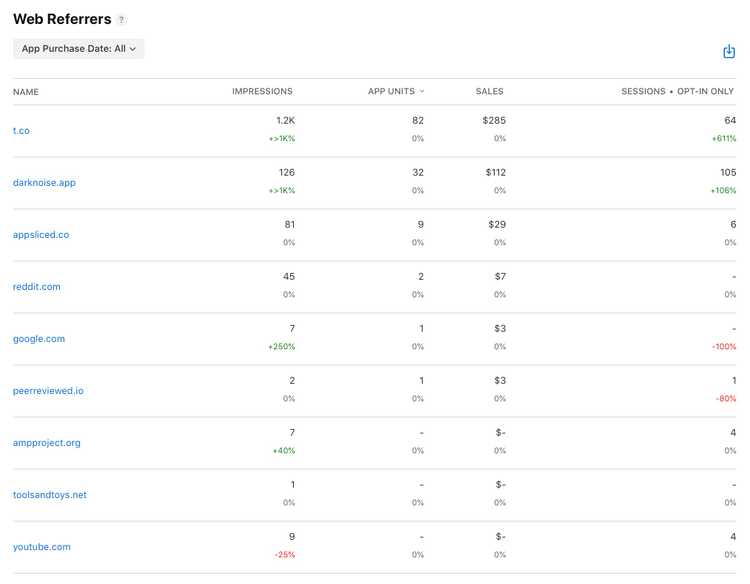 Web Referrers ?
App Purchase Date: All
NAME IMPRESSIONS APP UNITS SALES SESSIONS • OPT-IN ONLY
t.co 1.2K 82 $285 64
+>1K% 0% 0% +611%
darknoise.app 126 32 $112 105
+>1K% 0% 0% +106%
appsliced.co 81 9 $29 6
0% 0% 0% 0%
reddit.com 45 2 $7 -
0% 0% 0% 0%
google.com 7 1 $3 -
+250% 0% 0% -100%
peerreviewed.io 2 1 $3 1
0% 0% 0% -80%
ampproject.org 7 - $- 4
+40% 0% 0% 0%
toolsandtoys.net 1 - $- -
0% 0% 0% 0%
youtube.com 9 - $- 4
-25% 0% 0% 0%